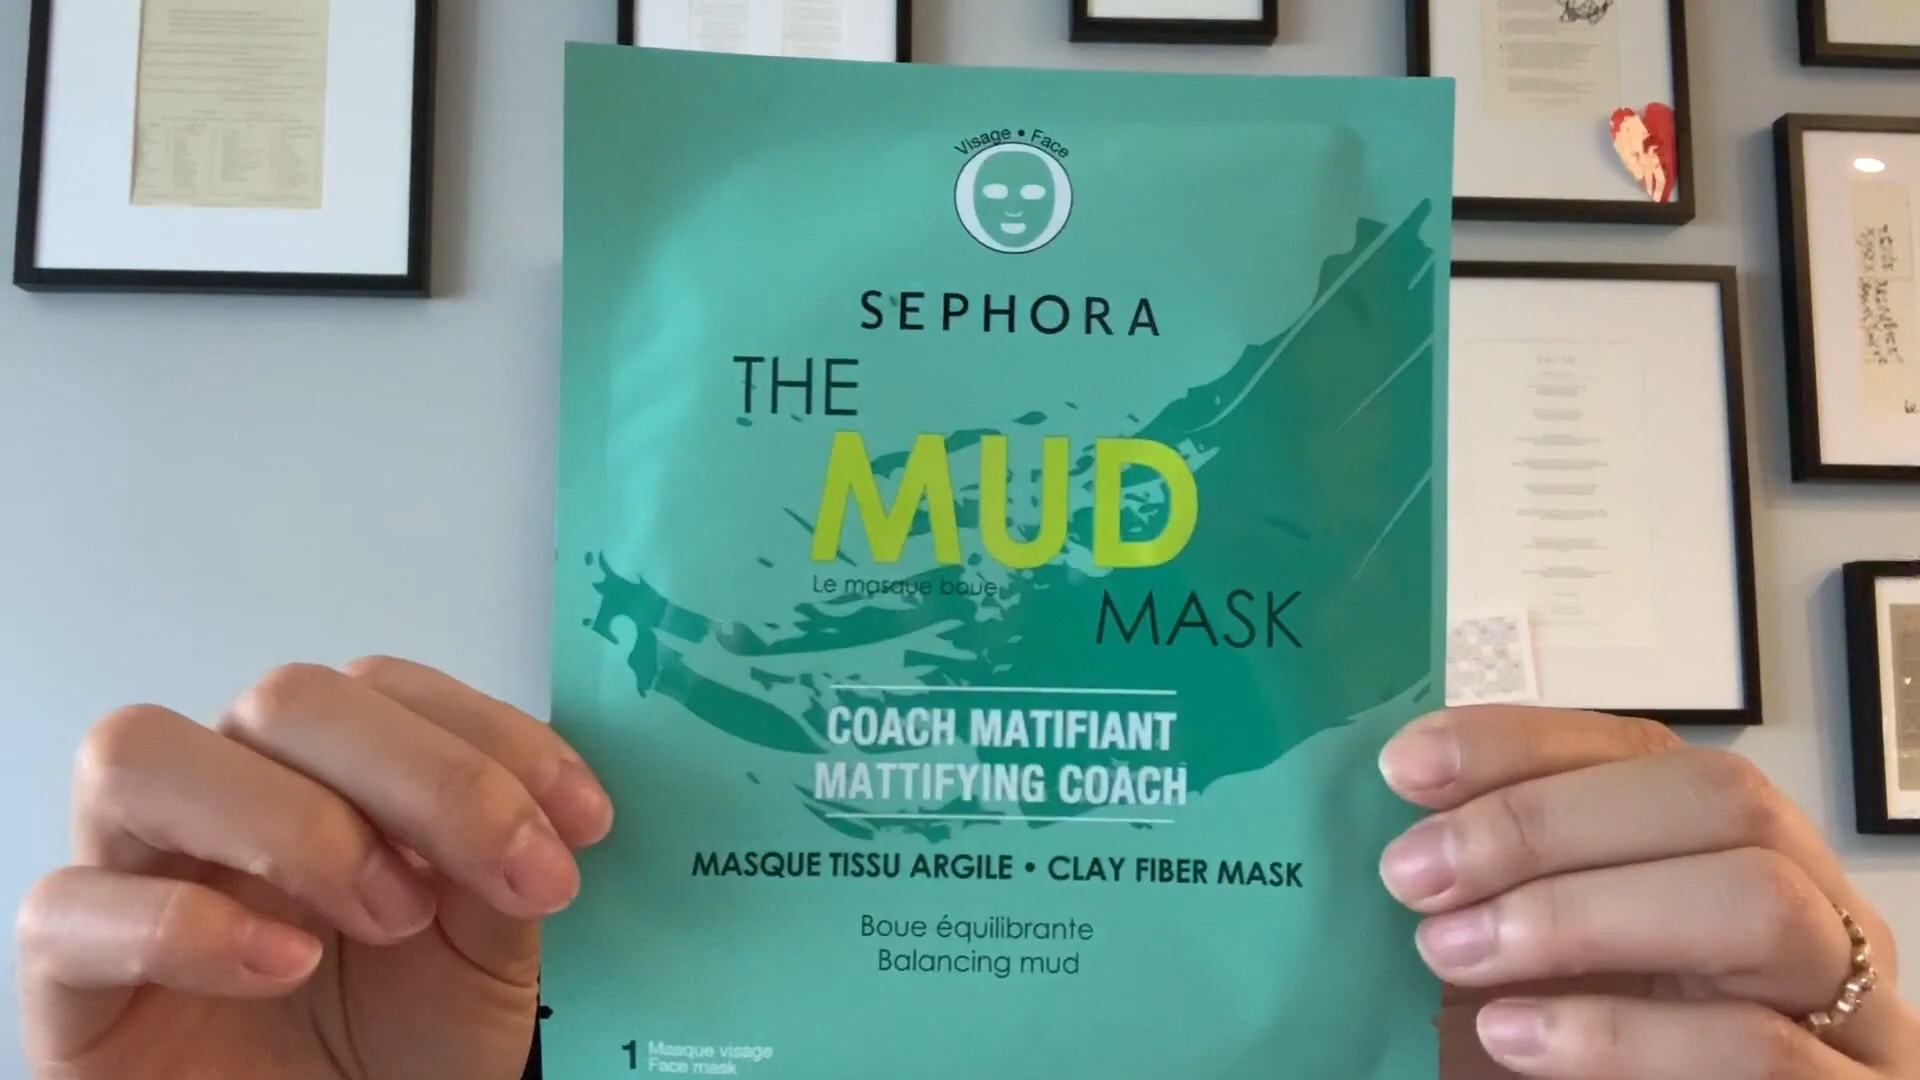 Visage • Face
SEPHORA
THE
MUD
Le masque boue
MASK
COACH MATIFIANT
MATTIFYING COACH
MASQUE TISSU ARGILE • CLAY FIBER MASK
Boue équilibrante
Balancing mud
1 Masque visage
Face mask